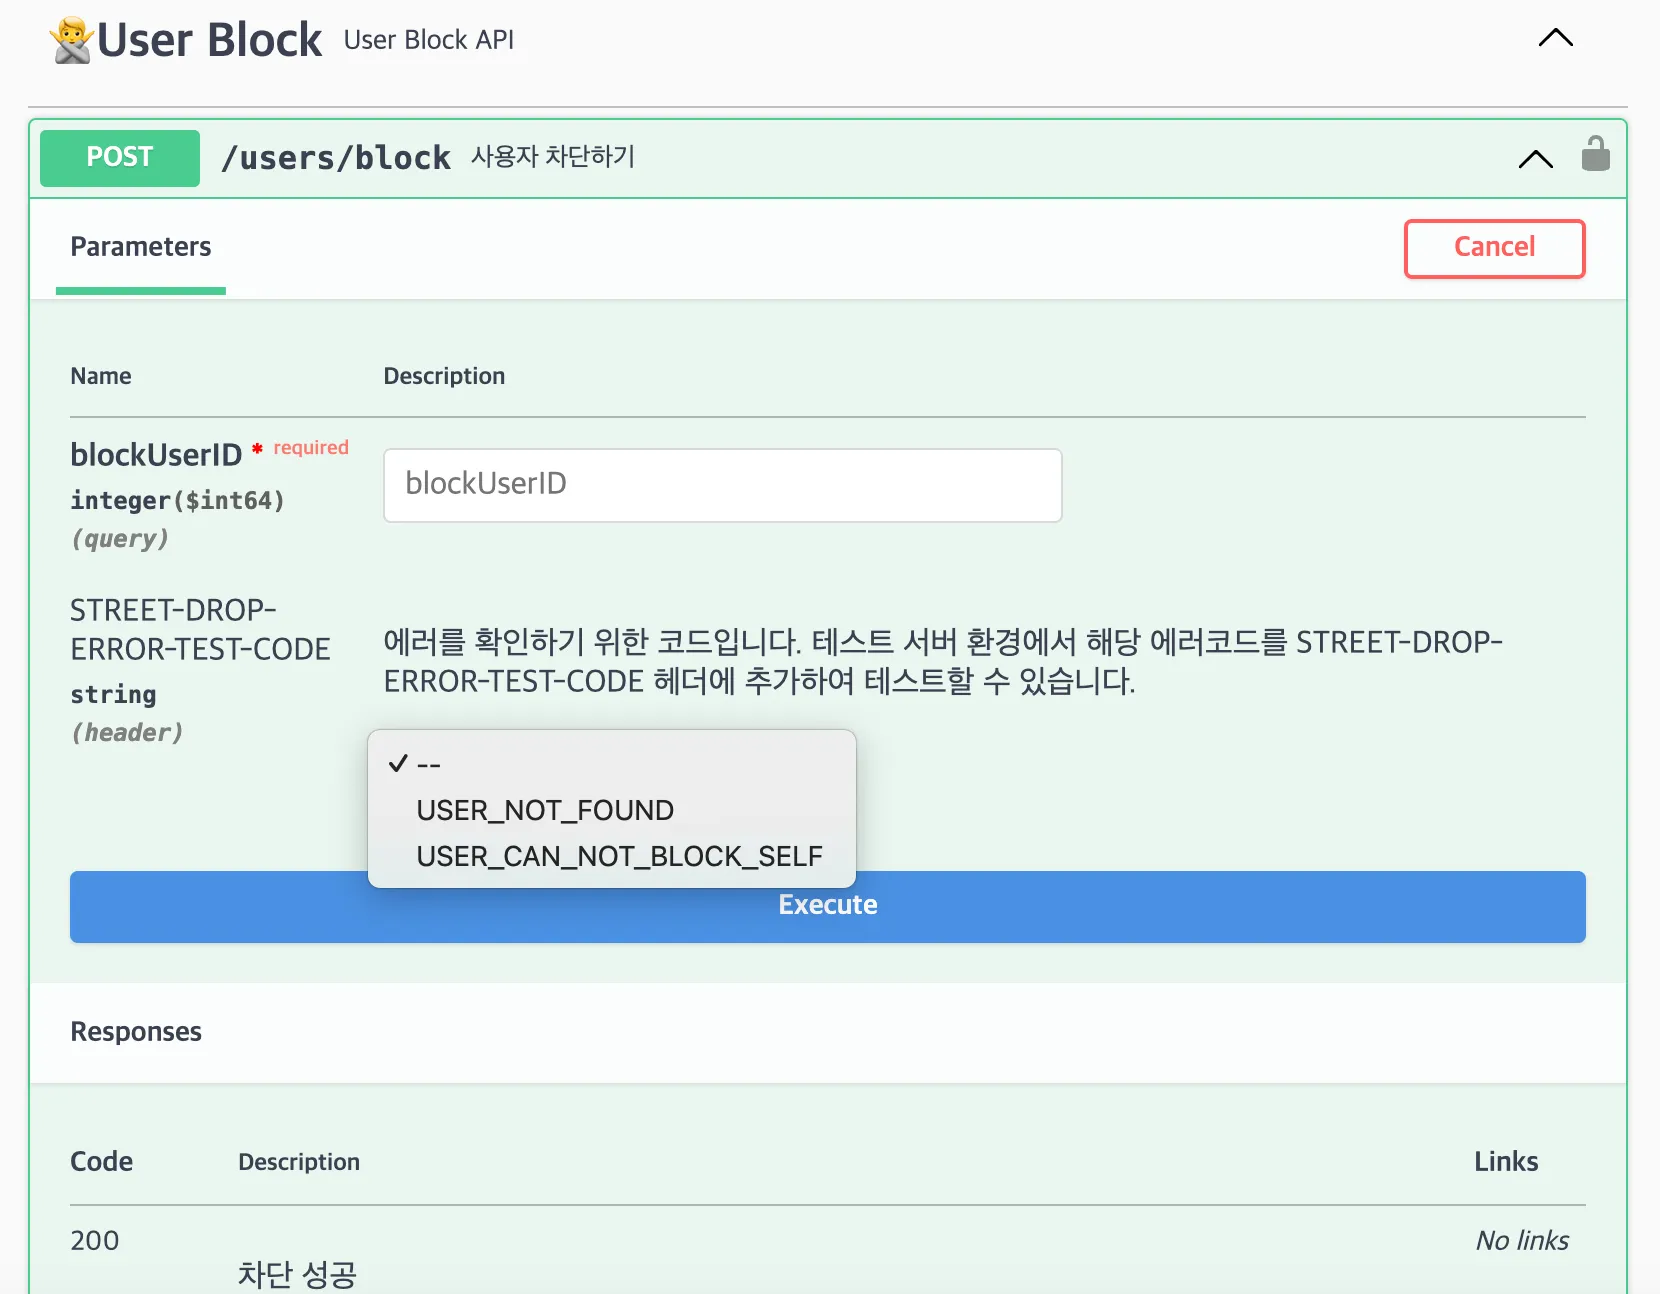 User Block User Block API
POST /users/block 사용자 차단하기
Parameters Cancel
Name Description
blockUserID * required
integer($int64)
(query)
blockUserID
STREET-DROP-
ERROR-TEST-CODE
string
(header)
에러를 확인하기 위한 코드입니다. 테스트 서버 환경에서 해당 에러코드를 STREET-DROP-
ERROR-TEST-CODE 헤더에 추가하여 테스트할 수 있습니다.
✓ --
USER_NOT_FOUND
USER_CAN_NOT_BLOCK_SELF
Execute
Responses
Code Description Links
200 No links
차단 성공